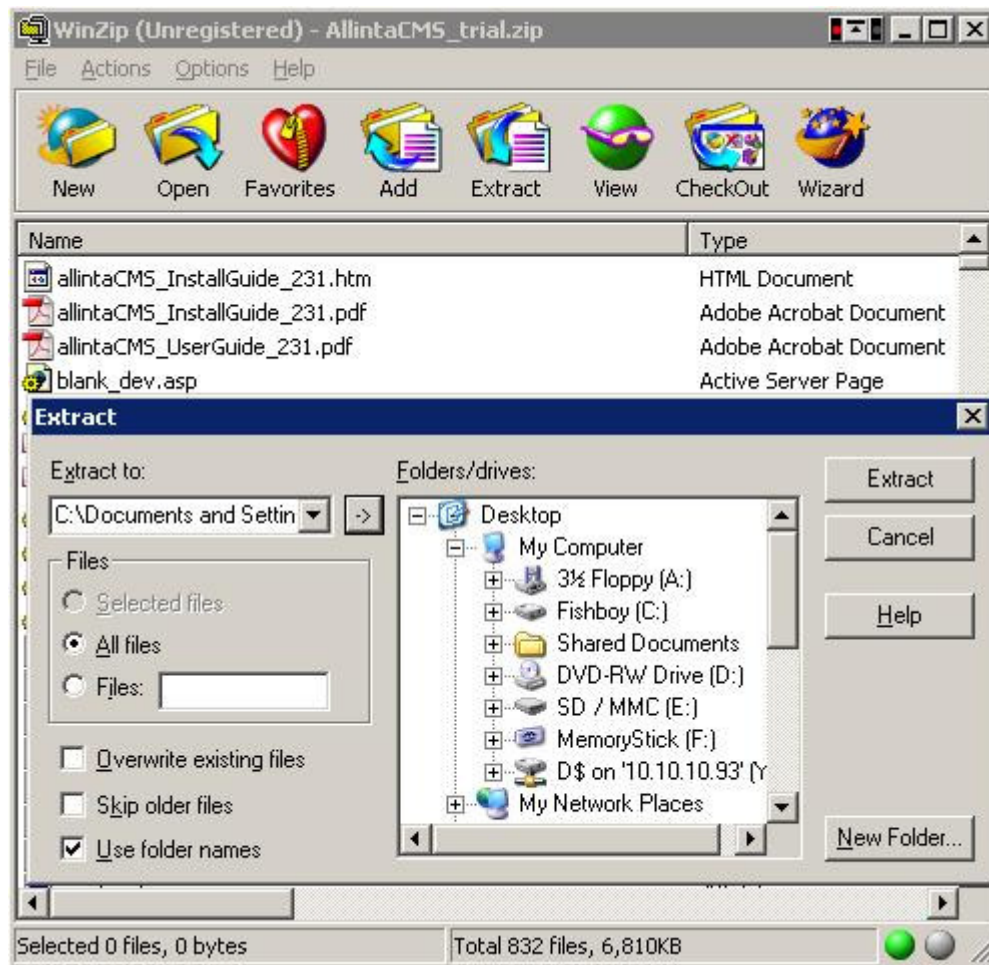 WinZip (Unregistered) - AllintaCMS_trial.zip
File Actions Options Help
New Open Favorites Add Extract View CheckOut Wizard
Name Type
allintaCMS_InstallGuide_231.htm HTML Document
allintaCMS_InstallGuide_231.pdf Adobe Acrobat Document
allintaCMS_UserGuide_231.pdf Adobe Acrobat Document
blank_dev.asp Active Server Page
Extract
Extract to:
C:\Documents and Settin
->
Files
Selected files
All files
Files:
Overwrite existing files
Skip older files
Use folder names
Folders/drives:
Desktop
My Computer
3½ Floppy (A:)
Fishboy (C:)
Shared Documents
DVD-RW Drive (D:)
SD / MMC (E:)
MemoryStick (F:)
D$ on '10.10.10.93' (Y
My Network Places
Extract
Cancel
Help
New Folder...
Selected 0 files, 0 bytes Total 832 files, 6,810KB